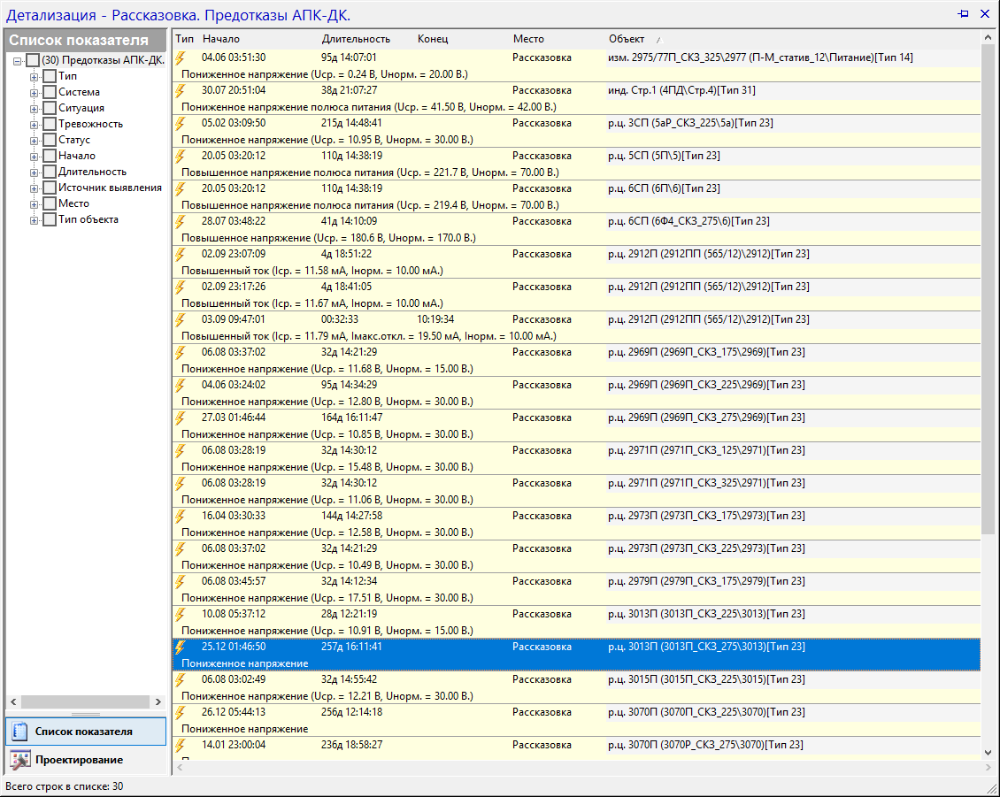 Детализация - Рассказовка. Предотказы АПК-ДК.
Список показателя
(30) Предотказы АПК-ДК.
Тип
Система
Ситуация
Тревожность
Статус
Начало
Длительность
Источник выявления
Место
Тип объекта
Список показателя
Проектирование
Тип Начало Длительность Конец Место Объект
04.06 03:51:30 95д 14:07:01 Рассказовка изм. 2975/77П_СКЗ_325\2977 (П-М_статив_12\Питание)[Тип 14]
Пониженное напряжение (Uср. = 0.24 В, Uнорм. = 20.00 В.)
30.07 20:51:04 38д 21:07:27 Рассказовка инд. Стр.1 (4ПД\Стр.4)[Тип 31]
Пониженное напряжение полюса питания (Uср. = 41.50 В, Uнорм. = 42.00 В.)
05.02 03:09:50 215д 14:48:41 Рассказовка р.ц. 3СП (5аР_СКЗ_225\5а)[Тип 23]
Пониженное напряжение (Uср. = 10.95 В, Uнорм. = 30.00 В.)
20.05 03:20:12 110д 14:38:19 Рассказовка р.ц. 5СП (5П\5)[Тип 23]
Повышенное напряжение полюса питания (Uср. = 221.7 В, Uнорм. = 70.00 В.)
20.05 03:20:12 110д 14:38:19 Рассказовка р.ц. 6СП (6П\6)[Тип 23]
Повышенное напряжение полюса питания (Uср. = 219.4 В, Uнорм. = 70.00 В.)
28.07 03:48:22 41д 14:10:09 Рассказовка р.ц. 6СП (6Ф4_СКЗ_275\6)[Тип 23]
Повышенное напряжение (Uср. = 180.6 В, Uнорм. = 170.0 В.)
02.09 23:07:09 4д 18:51:22 Рассказовка р.ц. 2912П (2912ПП (565/12)\2912)[Тип 23]
Повышенный ток (Iср. = 11.58 мА, Iнорм. = 10.00 мА.)
02.09 23:17:26 4д 18:41:05 Рассказовка р.ц. 2912П (2912ПП (565/12)\2912)[Тип 23]
Повышенный ток (Iср. = 11.67 мА, Iнорм. = 10.00 мА.)
03.09 09:47:01 00:32:33 10:19:34 Рассказовка р.ц. 2912П (2912ПП (565/12)\2912)[Тип 23]
Повышенный ток (Iср. = 11.79 мА, Iмакс.откл. = 19.50 мА, Iнорм. = 10.00 мА.)
06.08 03:37:02 32д 14:21:29 Рассказовка р.ц. 2969П (2969П_СКЗ_175\2969)[Тип 23]
Пониженное напряжение (Uср. = 11.68 В, Uнорм. = 15.00 В.)
04.06 03:24:02 95д 14:34:29 Рассказовка р.ц. 2969П (2969П_СКЗ_225\2969)[Тип 23]
Пониженное напряжение (Uср. = 12.80 В, Uнорм. = 30.00 В.)
27.03 01:46:44 164д 16:11:47 Рассказовка р.ц. 2969П (2969П_СКЗ_275\2969)[Тип 23]
Пониженное напряжение (Uср. = 10.85 В, Uнорм. = 30.00 В.)
06.08 03:28:19 32д 14:30:12 Рассказовка р.ц. 2971П (2971П_СКЗ_125\2971)[Тип 23]
Пониженное напряжение (Uср. = 15.48 В, Uнорм. = 30.00 В.)
06.08 03:28:19 32д 14:30:12 Рассказовка р.ц. 2971П (2971П_СКЗ_325\2971)[Тип 23]
Пониженное напряжение (Uср. = 11.06 В, Uнорм. = 30.00 В.)
16.04 03:30:33 144д 14:27:58 Рассказовка р.ц. 2973П (2973П_СКЗ_175\2973)[Тип 23]
Пониженное напряжение (Uср. = 12.58 В, Uнорм. = 30.00 В.)
06.08 03:37:02 32д 14:21:29 Рассказовка р.ц. 2973П (2973П_СКЗ_225\2973)[Тип 23]
Пониженное напряжение (Uср. = 10.49 В, Uнорм. = 30.00 В.)
06.08 03:45:57 32д 14:12:34 Рассказовка р.ц. 2979П (2979П_СКЗ_175\2979)[Тип 23]
Пониженное напряжение (Uср. = 17.51 В, Uнорм. = 30.00 В.)
10.08 05:37:12 28д 12:21:19 Рассказовка р.ц. 3013П (3013П_СКЗ_225\3013)[Тип 23]
Пониженное напряжение (Uср. = 10.91 В, Uнорм. = 15.00 В.)
25.12 01:46:50 257д 16:11:41 Рассказовка р.ц. 3013П (3013П_СКЗ_275\3013)[Тип 23]
Пониженное напряжение
06.08 03:02:49 32д 14:55:42 Рассказовка р.ц. 3015П (3015П_СКЗ_225\3015)[Тип 23]
Пониженное напряжение (Uср. = 12.21 В, Uнорм. = 30.00 В.)
26.12 05:44:13 256д 12:14:18 Рассказовка р.ц. 3070П (3070П_СКЗ_225\3070)[Тип 23]
Пониженное напряжение
14.01 23:00:04 236д 18:58:27 Рассказовка р.ц. 3070П (3070Р_СКЗ_275\3070)[Тип 23]
Всего строк в списке: 30